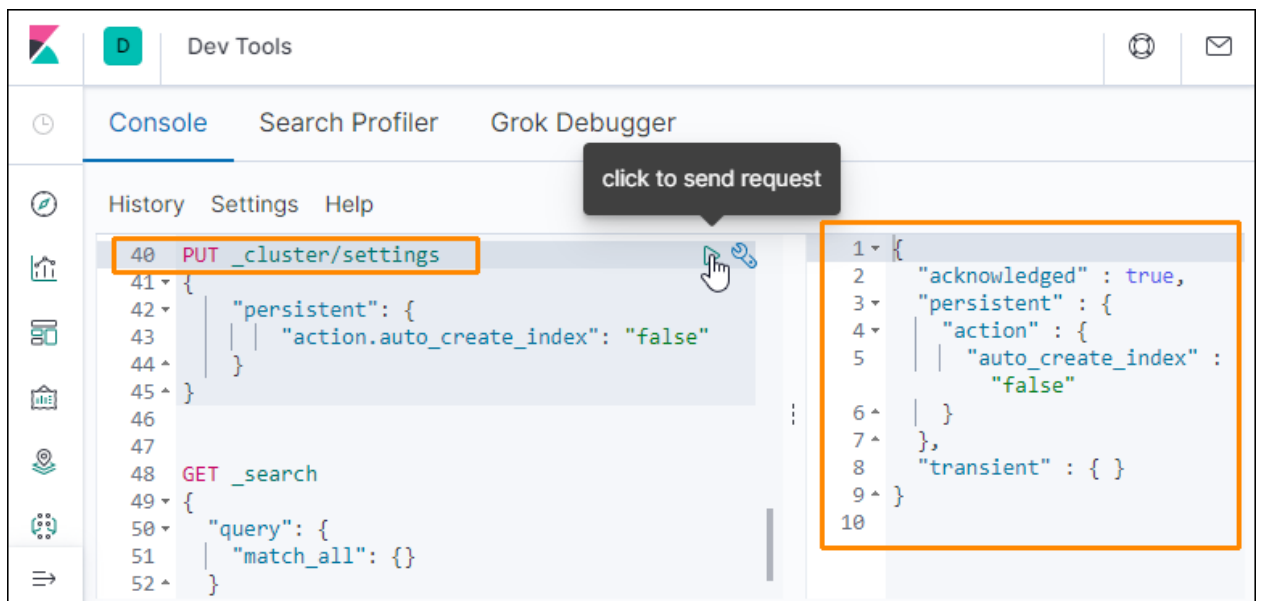 D Dev Tools
Console Search Profiler Grok Debugger
click to send request
History Settings Help
40 PUT _cluster/settings
41 {
42 "persistent": {
43 "action.auto_create_index": "false"
44 }
45 }
46
47
48 GET _search
49 {
50 "query": {
51 "match_all": {}
52 }
1 {
2 "acknowledged" : true,
3 "persistent" : {
4 "action" : {
5 "auto_create_index" :
"false"
6 }
7 },
8 "transient" : { }
9 }
10